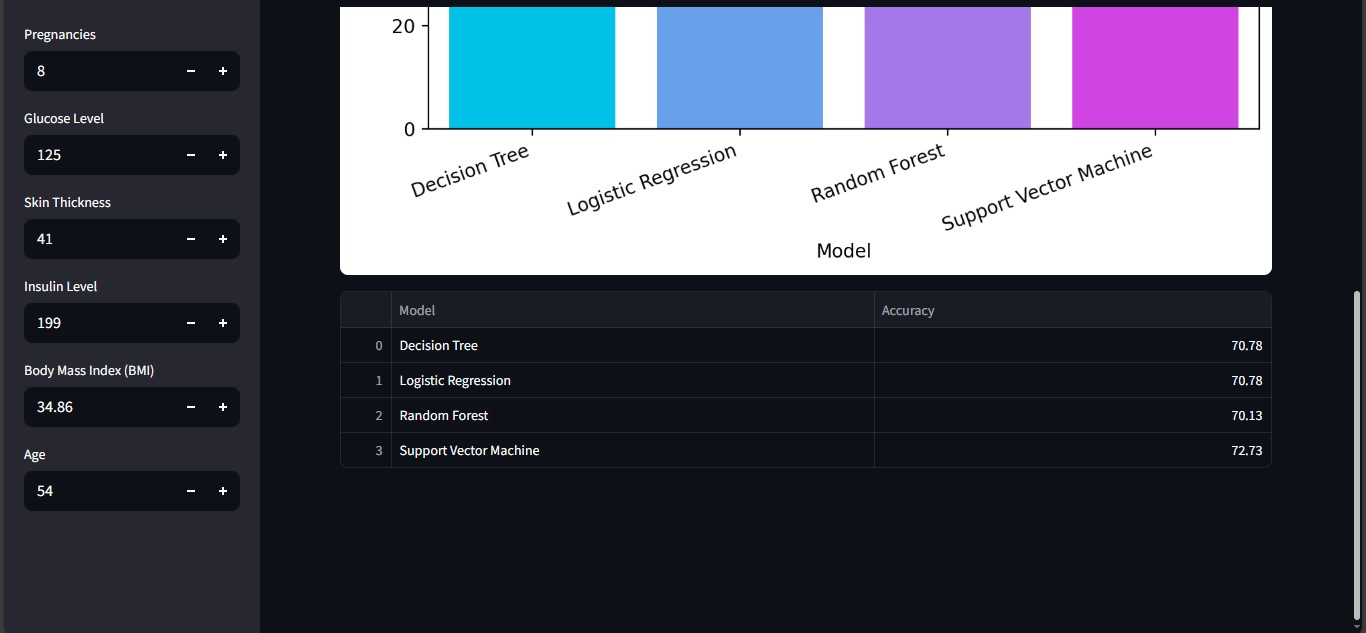 Pregnancies
8
Glucose Level
125
Skin Thickness
41
Insulin Level
199
Body Mass Index (BMI)
34.86
Age
54
20
0
Decision Tree
Logistic Regression
Random Forest
Support Vector Machine
Model
Model Accuracy
0 Decision Tree 70.78
1 Logistic Regression 70.78
2 Random Forest 70.13
3 Support Vector Machine 72.73